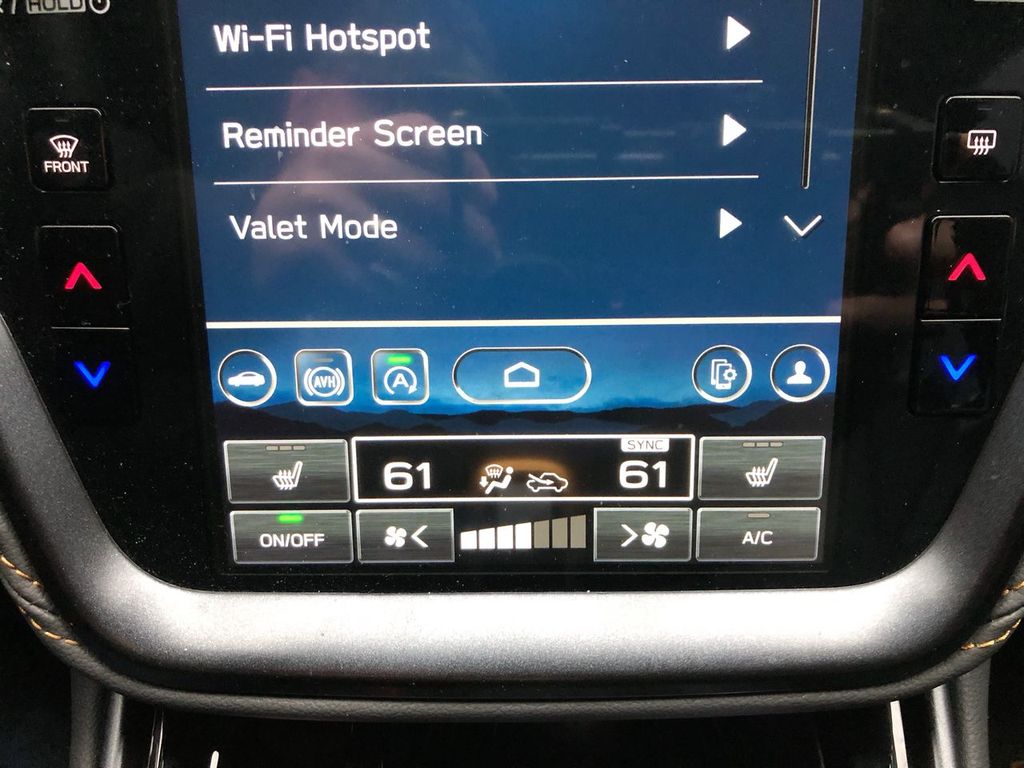 HOLD
Wi-Fi Hotspot
Reminder Screen
FRONT
Valet Mode
AVH
A
SYNC
61
61
ON/OFF
A/C